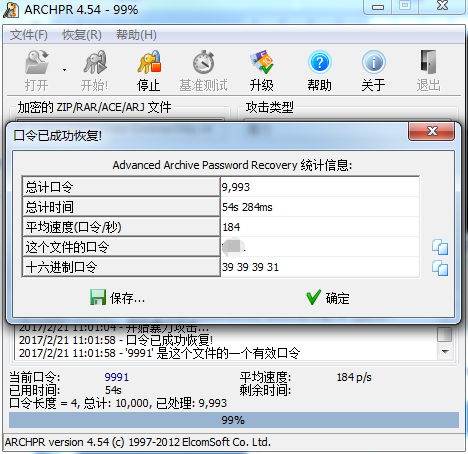 ARCHPR 4.54 - 99%
文件(F) 恢复(R) 帮助(H)
打开 开始! 停止 基准测试 升级 帮助 关于 退出
加密的 ZIP/RAR/ACE/ARJ 文件 攻击类型
口令已成功恢复!
Advanced Archive Password Recovery 统计信息:
总计口令 9,993
总计时间 54s 284ms
平均速度(口令/秒) 184
这个文件的口令
十六进制口令 39 39 39 31
保存... 确定
2017/2/21 11:01:04 - 开始暴力攻击...
2017/2/21 11:01:58 - 口令已成功恢复!
2017/2/21 11:01:58 - '9991' 是这个文件的一个有效口令
当前口令: 9991 平均速度: 184 p/s
已用时间: 54s 剩余时间:
口令长度 = 4, 总计: 10,000, 已处理: 9,993
99%
ARCHPR version 4.54 (c) 1997-2012 ElcomSoft Co. Ltd.